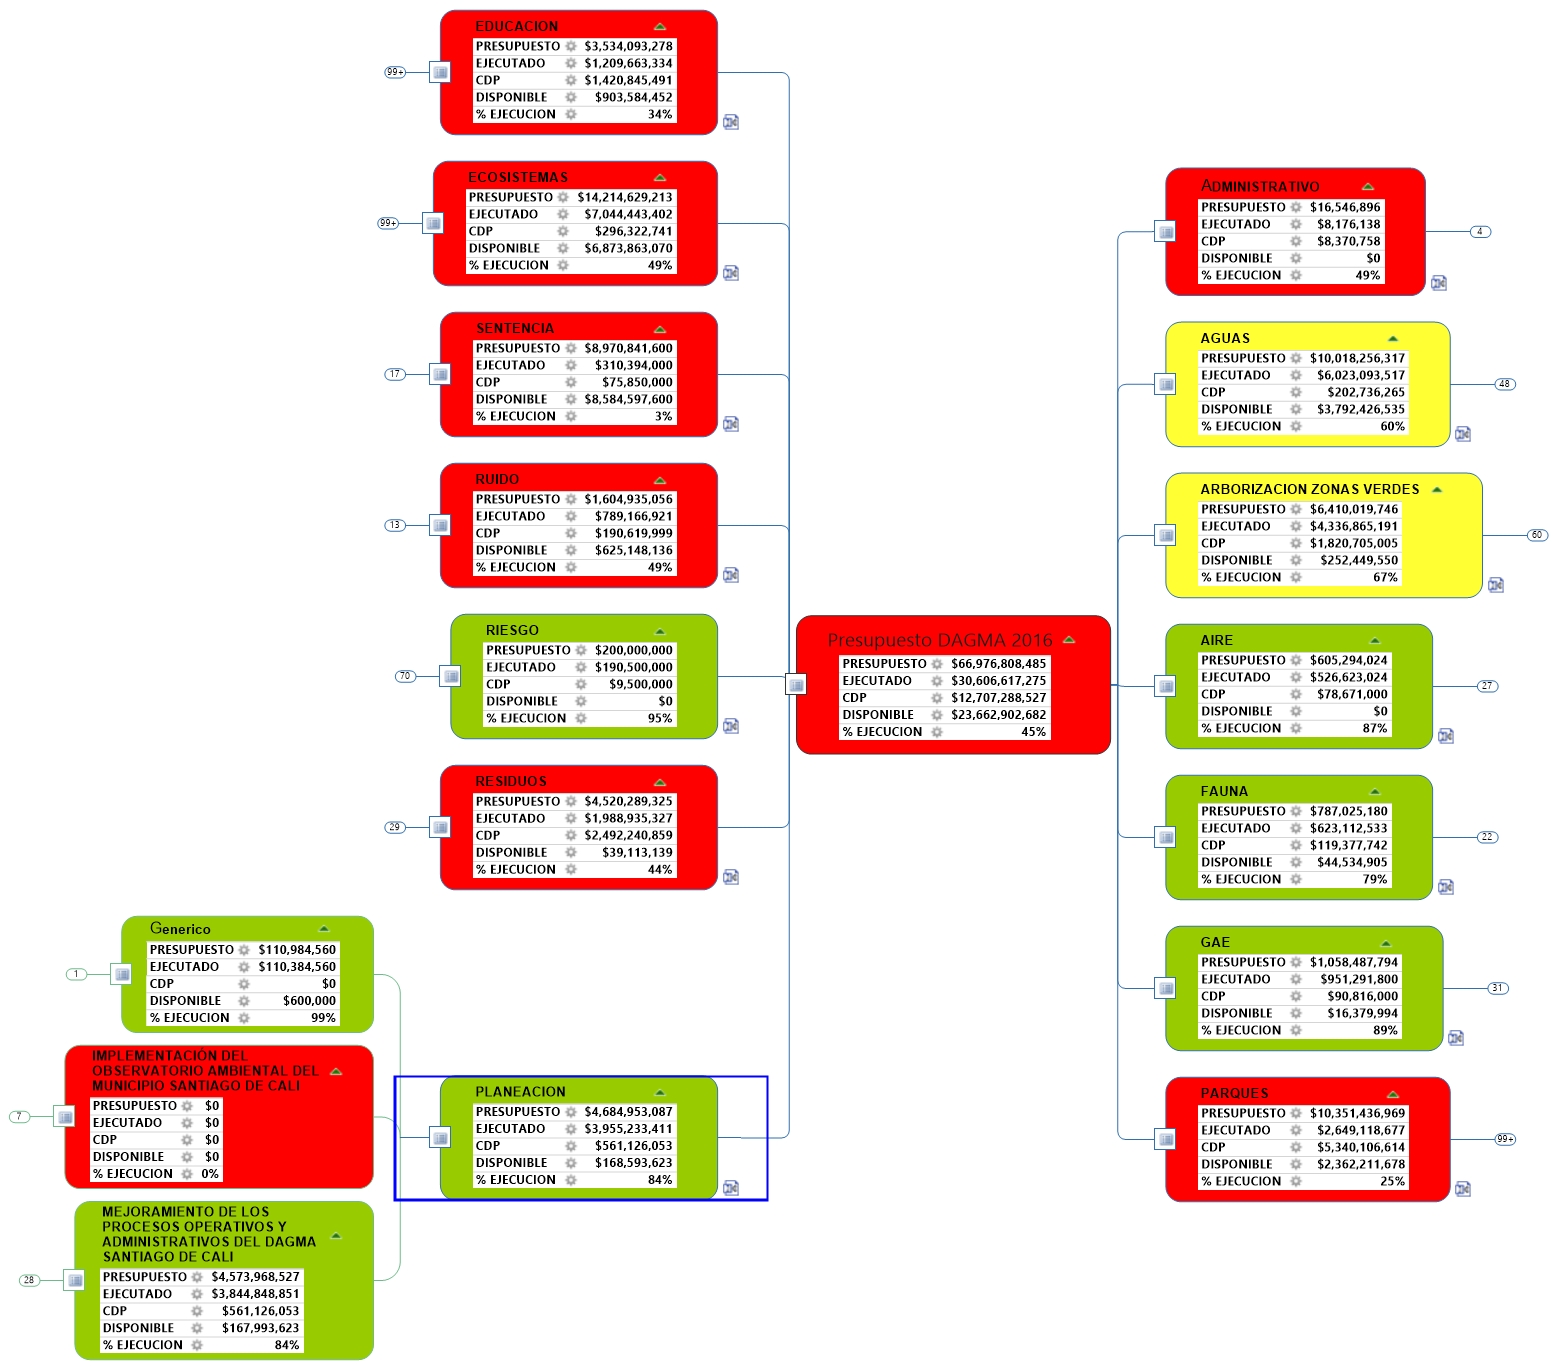 EDUCACION
PRESUPUESTO $3,534,093,278
EJECUTADO $1,209,663,334
CDP $1,420,845,491
DISPONIBLE $903,584,452
% EJECUCION 34%
99+
ECOSISTEMAS
PRESUPUESTO $14,214,629,213
EJECUTADO $7,044,443,402
CDP $296,322,741
DISPONIBLE $6,873,863,070
% EJECUCION 49%
99+
SENTENCIA
PRESUPUESTO $8,970,841,600
EJECUTADO $310,394,000
CDP $75,850,000
DISPONIBLE $8,584,597,600
% EJECUCION 3%
17
RUIDO
PRESUPUESTO $1,604,935,056
EJECUTADO $789,166,921
CDP $190,619,999
DISPONIBLE $625,148,136
% EJECUCION 49%
13
RIESGO
PRESUPUESTO $200,000,000
EJECUTADO $190,500,000
CDP $9,500,000
DISPONIBLE $0
% EJECUCION 95%
70
RESIDUOS
PRESUPUESTO $4,520,289,325
EJECUTADO $1,988,935,327
CDP $2,492,240,859
DISPONIBLE $39,113,139
% EJECUCION 44%
29
PLANEACION
PRESUPUESTO $4,684,953,087
EJECUTADO $3,955,233,411
CDP $561,126,053
DISPONIBLE $168,593,623
% EJECUCION 84%
Generico
PRESUPUESTO $110,984,560
EJECUTADO $110,384,560
CDP $0
DISPONIBLE $600,000
% EJECUCION 99%
1
IMPLEMENTACIÓN DEL
OBSERVATORIO AMBIENTAL DEL
MUNICIPIO SANTIAGO DE CALI
PRESUPUESTO $0
EJECUTADO $0
CDP $0
DISPONIBLE $0
% EJECUCION 0%
7
MEJORAMIENTO DE LOS
PROCESOS OPERATIVOS Y
ADMINISTRATIVOS DEL DAGMA
SANTIAGO DE CALI
PRESUPUESTO $4,573,968,527
EJECUTADO $3,844,848,851
CDP $561,126,053
DISPONIBLE $167,993,623
% EJECUCION 84%
28
Presupuesto DAGMA 2016
PRESUPUESTO $66,976,808,485
EJECUTADO $30,606,617,275
CDP $12,707,288,527
DISPONIBLE $23,662,902,682
% EJECUCION 45%
ADMINISTRATIVO
PRESUPUESTO $16,546,896
EJECUTADO $8,176,138
CDP $8,370,758
DISPONIBLE $0
% EJECUCION 49%
4
AGUAS
PRESUPUESTO $10,018,256,317
EJECUTADO $6,023,093,517
CDP $202,736,265
DISPONIBLE $3,792,426,535
% EJECUCION 60%
48
ARBORIZACION ZONAS VERDES
PRESUPUESTO $6,410,019,746
EJECUTADO $4,336,865,191
CDP $1,820,705,005
DISPONIBLE $252,449,550
% EJECUCION 67%
60
AIRE
PRESUPUESTO $605,294,024
EJECUTADO $526,623,024
CDP $78,671,000
DISPONIBLE $0
% EJECUCION 87%
27
FAUNA
PRESUPUESTO $787,025,180
EJECUTADO $623,112,533
CDP $119,377,742
DISPONIBLE $44,534,905
% EJECUCION 79%
22
GAE
PRESUPUESTO $1,058,487,794
EJECUTADO $951,291,800
CDP $90,816,000
DISPONIBLE $16,379,994
% EJECUCION 89%
31
PARQUES
PRESUPUESTO $10,351,436,969
EJECUTADO $2,649,118,677
CDP $5,340,106,614
DISPONIBLE $2,362,211,678
% EJECUCION 25%
99+